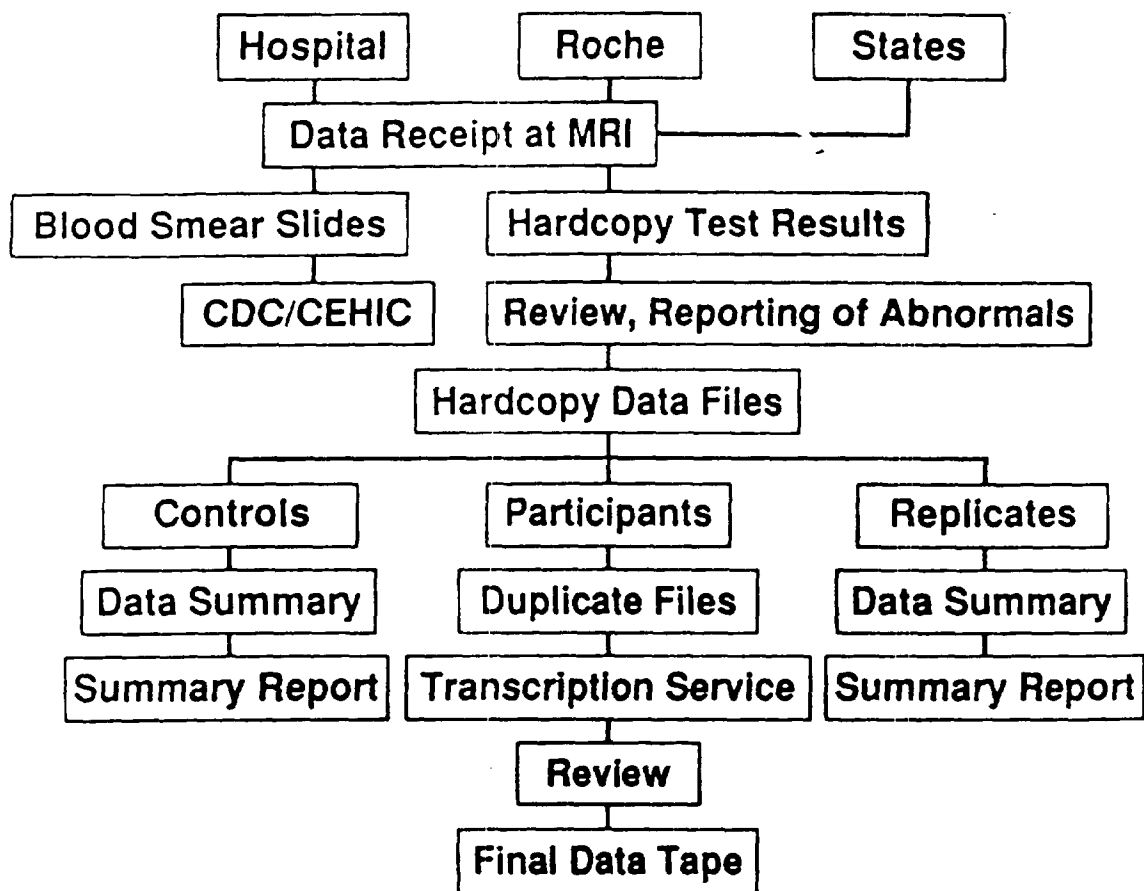 Hospital
Roche
States
Data Receipt at MRI
Blood Smear Slides
Hardcopy Test Results
CDC/CEHIC
Review, Reporting of Abnormals
Hardcopy Data Files
Controls
Participants
Replicates
Data Summary
Duplicate Files
Data Summary
Summary Report
Transcription Service
Summary Report
Review
Final Data Tape